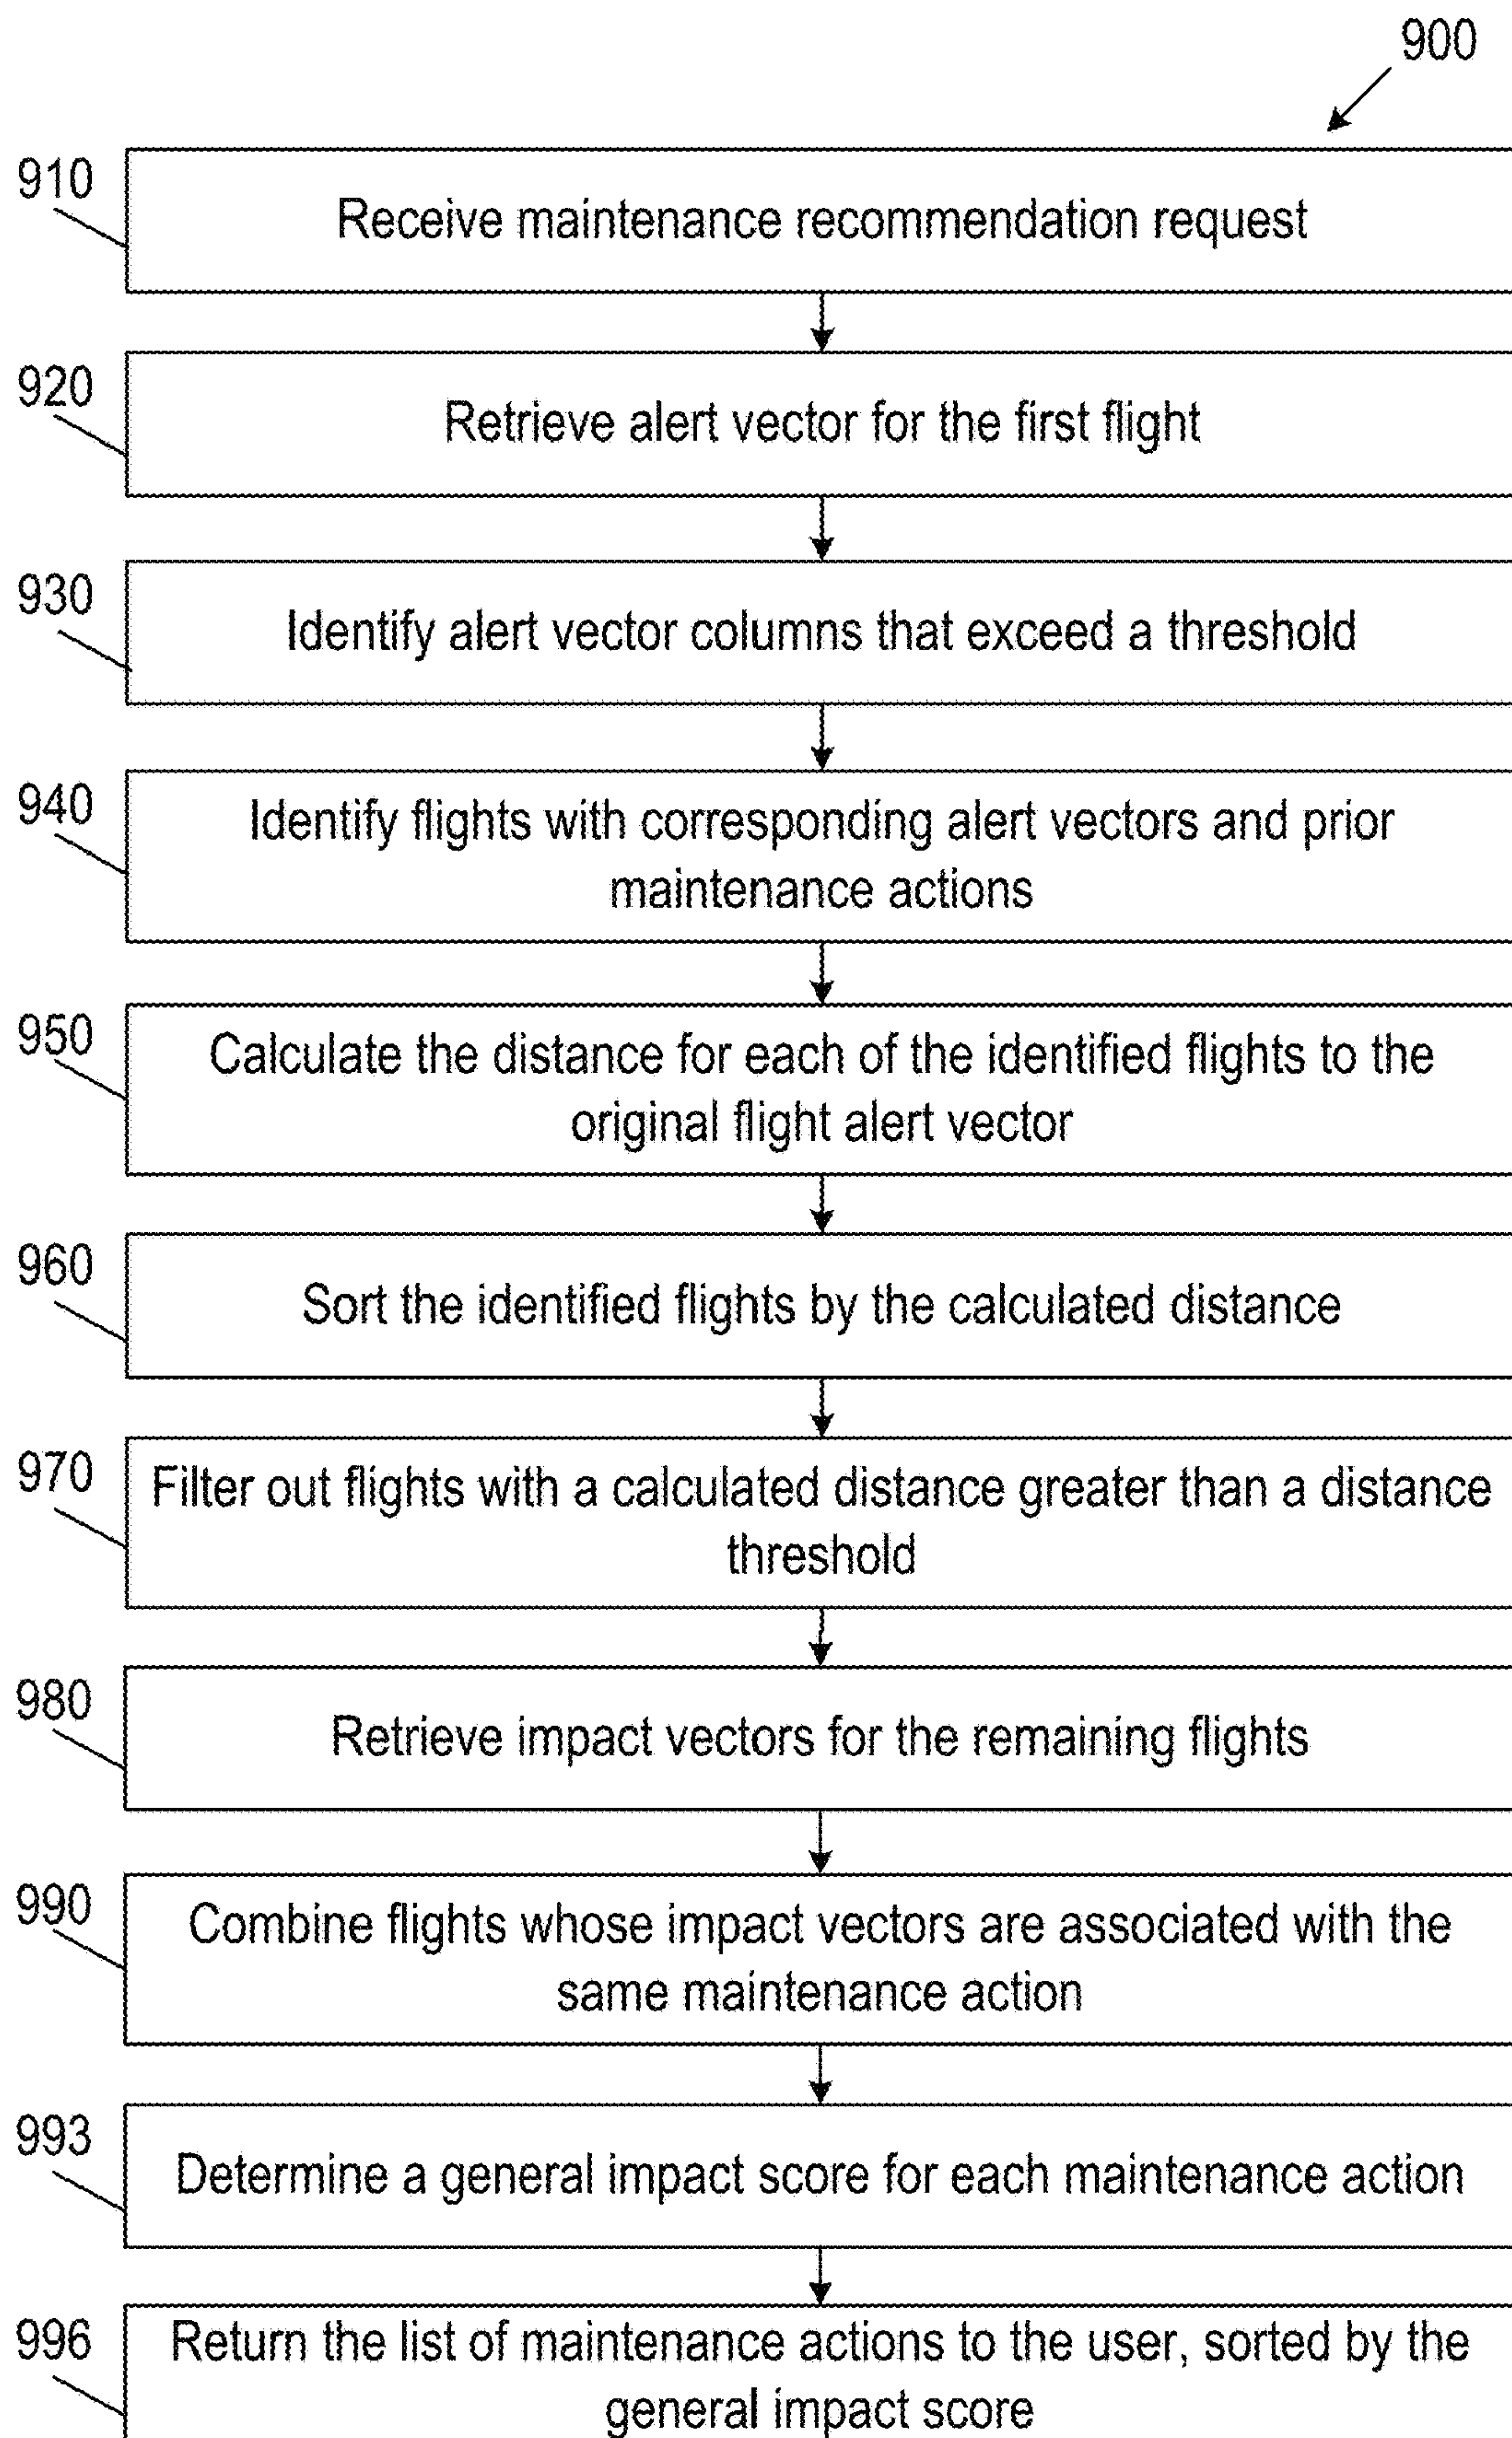 900
910
Receive maintenance recommendation request
920
Retrieve alert vector for the first flight
930
Identify alert vector columns that exceed a threshold
940
Identify flights with corresponding alert vectors and prior
maintenance actions
950
Calculate the distance for each of the identified flights to the
original flight alert vector
960
Sort the identified flights by the calculated distance
970
Filter out flights with a calculated distance greater than a distance
threshold
980
Retrieve impact vectors for the remaining flights
990
Combine flights whose impact vectors are associated with the
same maintenance action
993
Determine a general impact score for each maintenance action
996
Return the list of maintenance actions to the user, sorted by the
general impact score